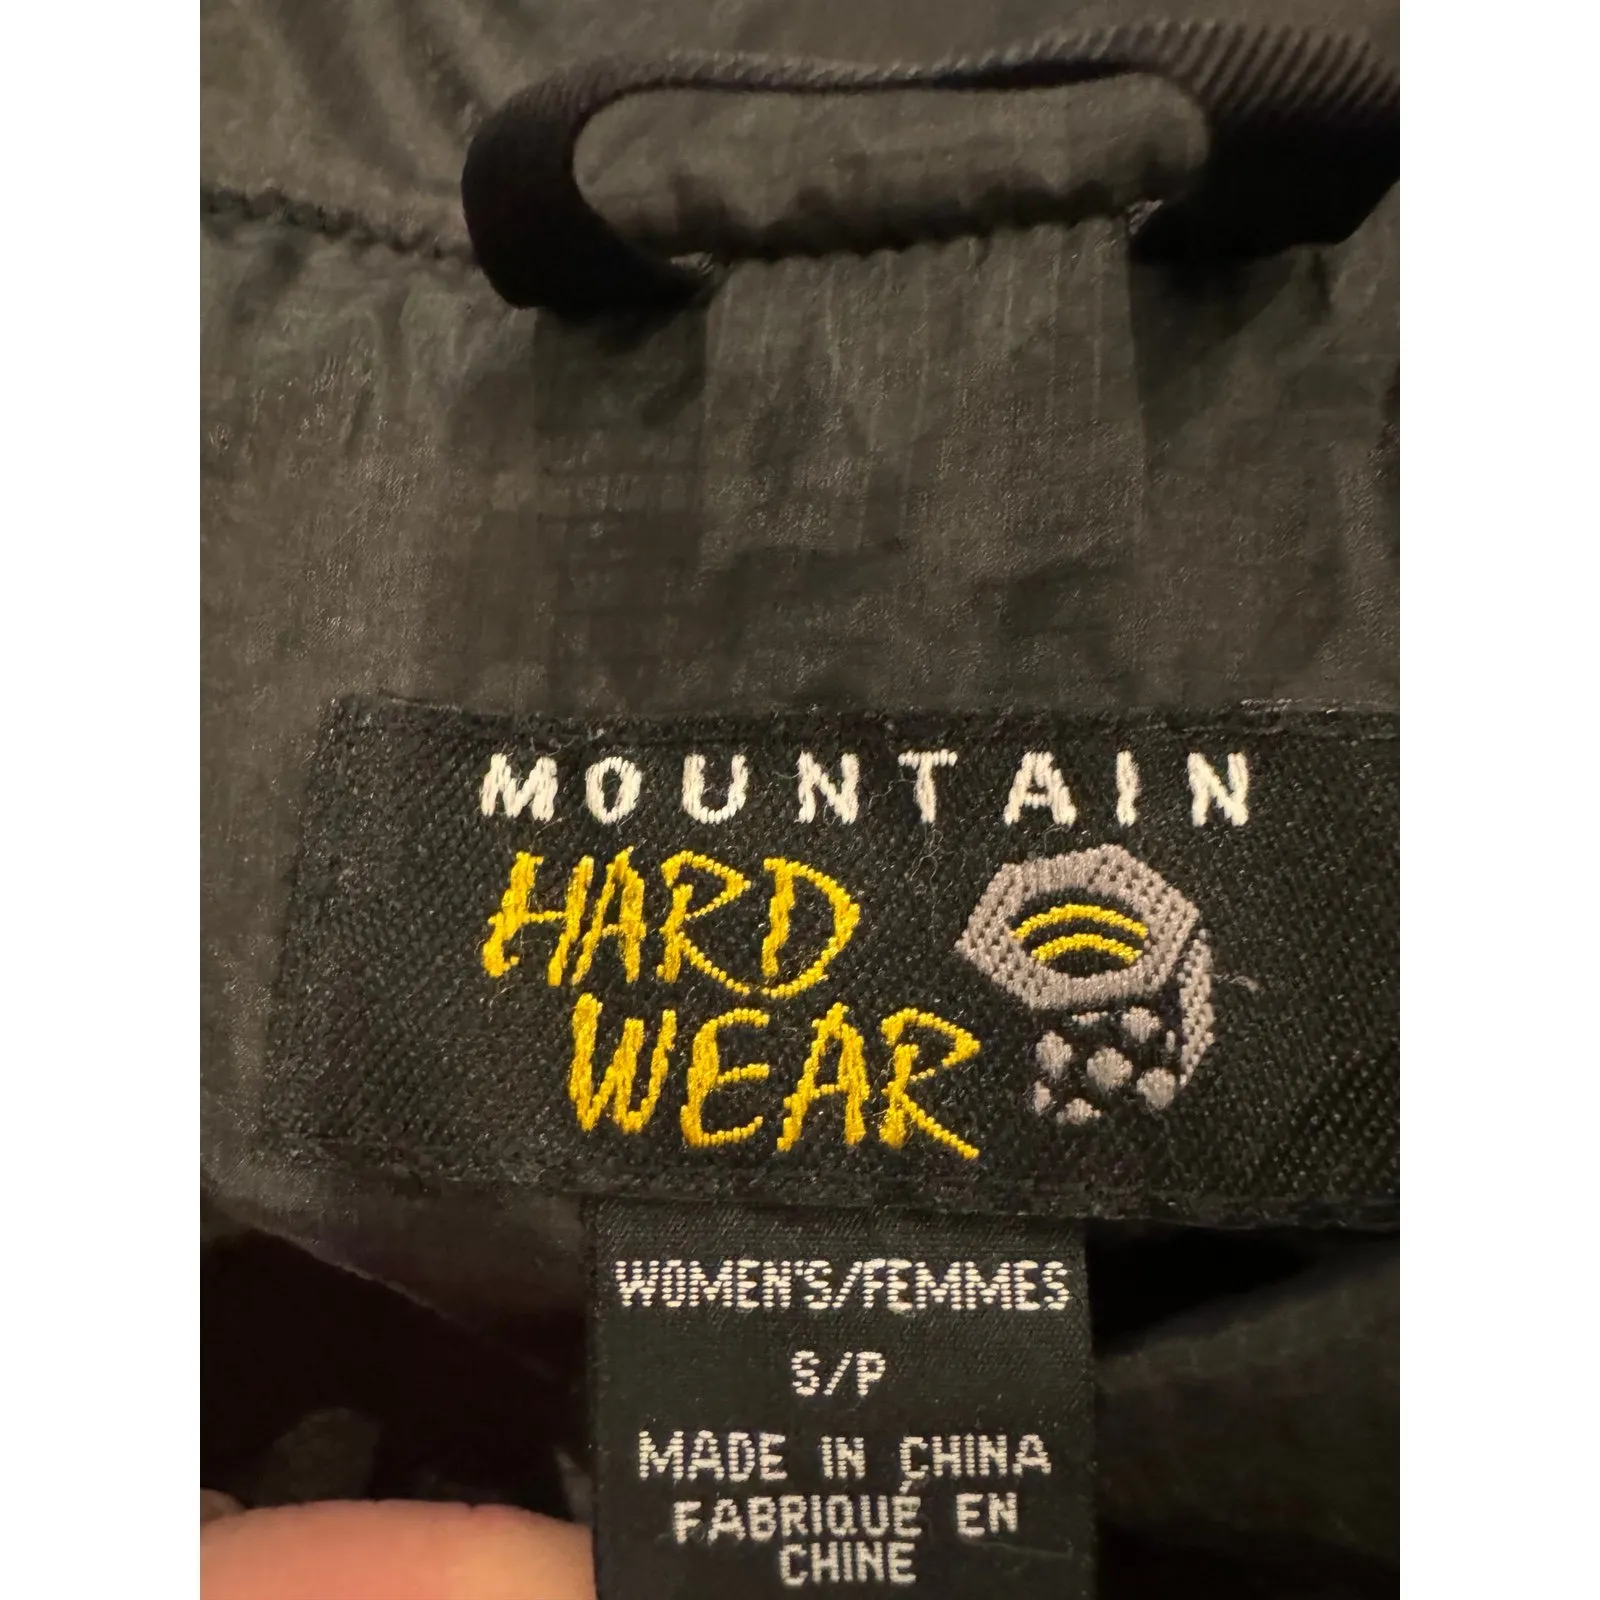 MOUNTAIN
HARD
WEAR
WOMEN'S/FEMMES
S/P
MADE IN CHINA
FABRIQUÉ EN
CHINE